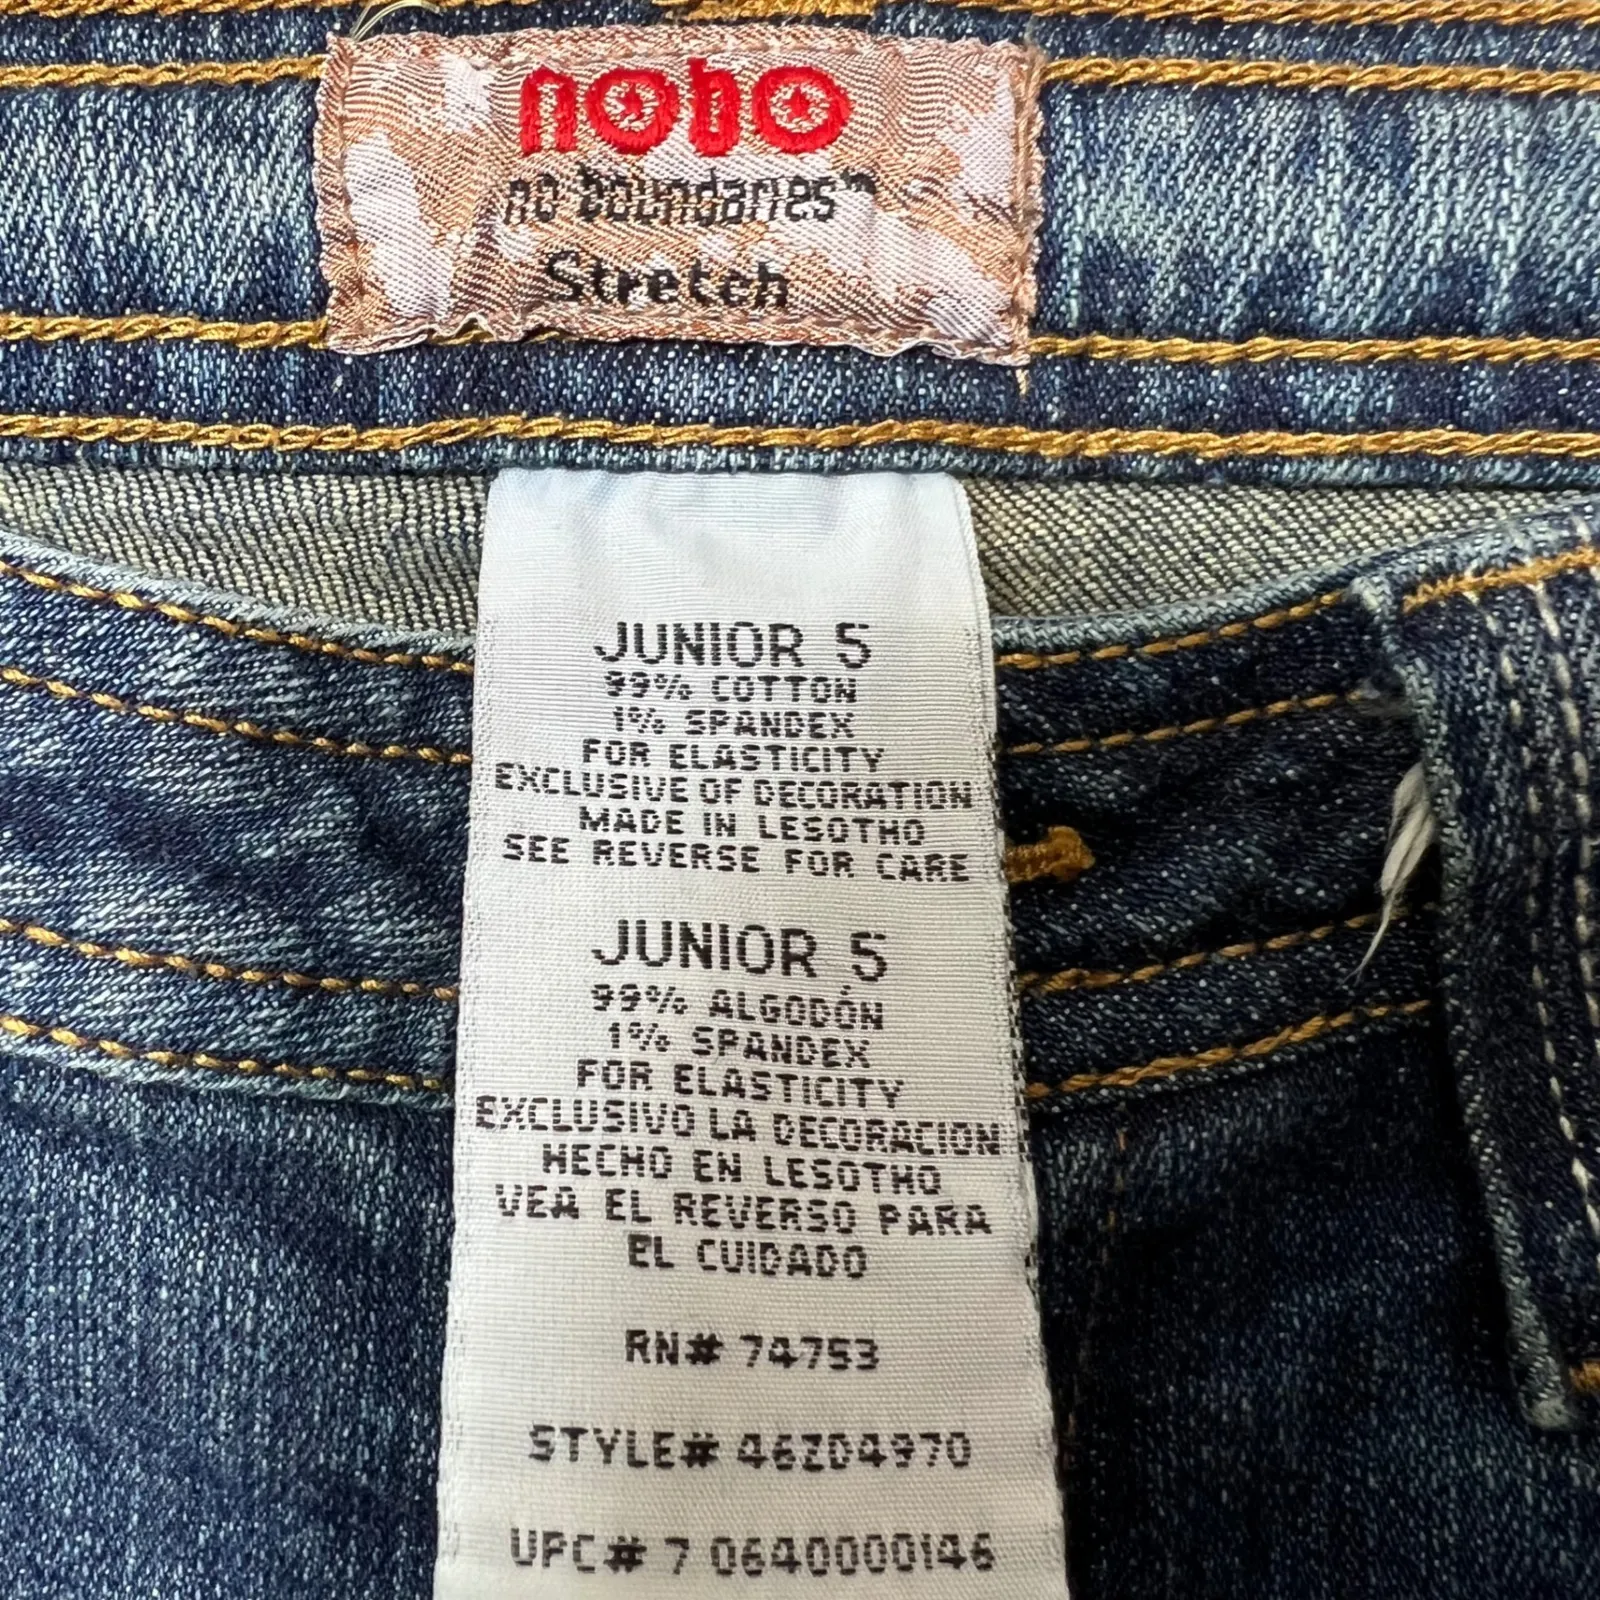 nobo
no boundaries™
Stretch
JUNIOR 5
99% COTTON
1% SPANDEX
FOR ELASTICITY
EXCLUSIVE OF DECORATION
MADE IN LESOTHO
SEE REVERSE FOR CARE
JUNIOR 5
99% ALGODÓN
1% SPANDEX
FOR ELASTICITY
EXCLUSIVO LA DECORACION
HECHO EN LESOTHO
VEA EL REVERSO PARA
EL CUIDADO
RN# 74753
STYLE# 46ZD4970
UPC# 7 0640000146